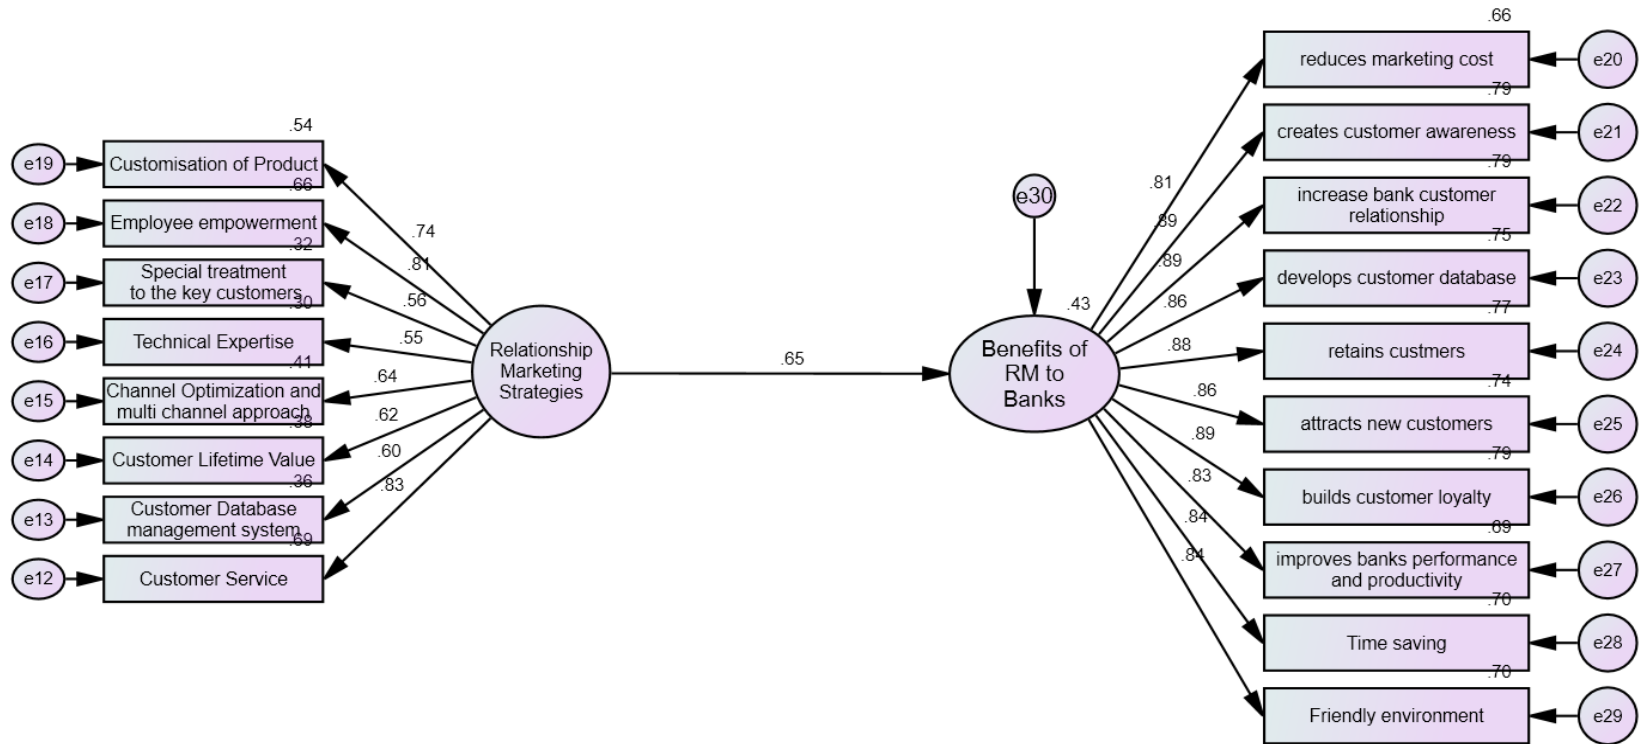 .54
e19
Customisation of Product
.66
e18
Employee empowerment
.32
e17
Special treatment
to the key customers
.30
e16
Technical Expertise
.41
e15
Channel Optimization and
multi channel approach
.38
e14
Customer Lifetime Value
.36
e13
Customer Database
management system
.69
e12
Customer Service
.74
.81
.56
.55
.64
.62
.60
.83
Relationship
Marketing
Strategies
.65
e30
.43
Benefits of
RM to
Banks
.81
.89
.89
.86
.88
.86
.89
.83
.84
.84
.66
reduces marketing cost
e20
.79
creates customer awareness
e21
.79
increase bank customer
relationship
e22
.75
develops customer database
e23
.77
retains custmers
e24
.74
attracts new customers
e25
.79
builds customer loyalty
e26
.69
improves banks performance
and productivity
e27
.70
Time saving
e28
.70
Friendly environment
e29